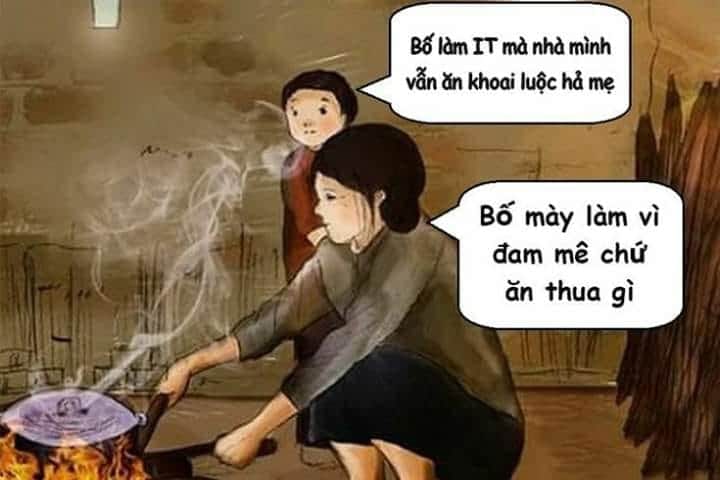 Bố làm IT mà nhà mình
vẫn ăn khoai luộc hả mẹ
Bố mày làm vì
đam mê chứ
ăn thua gì